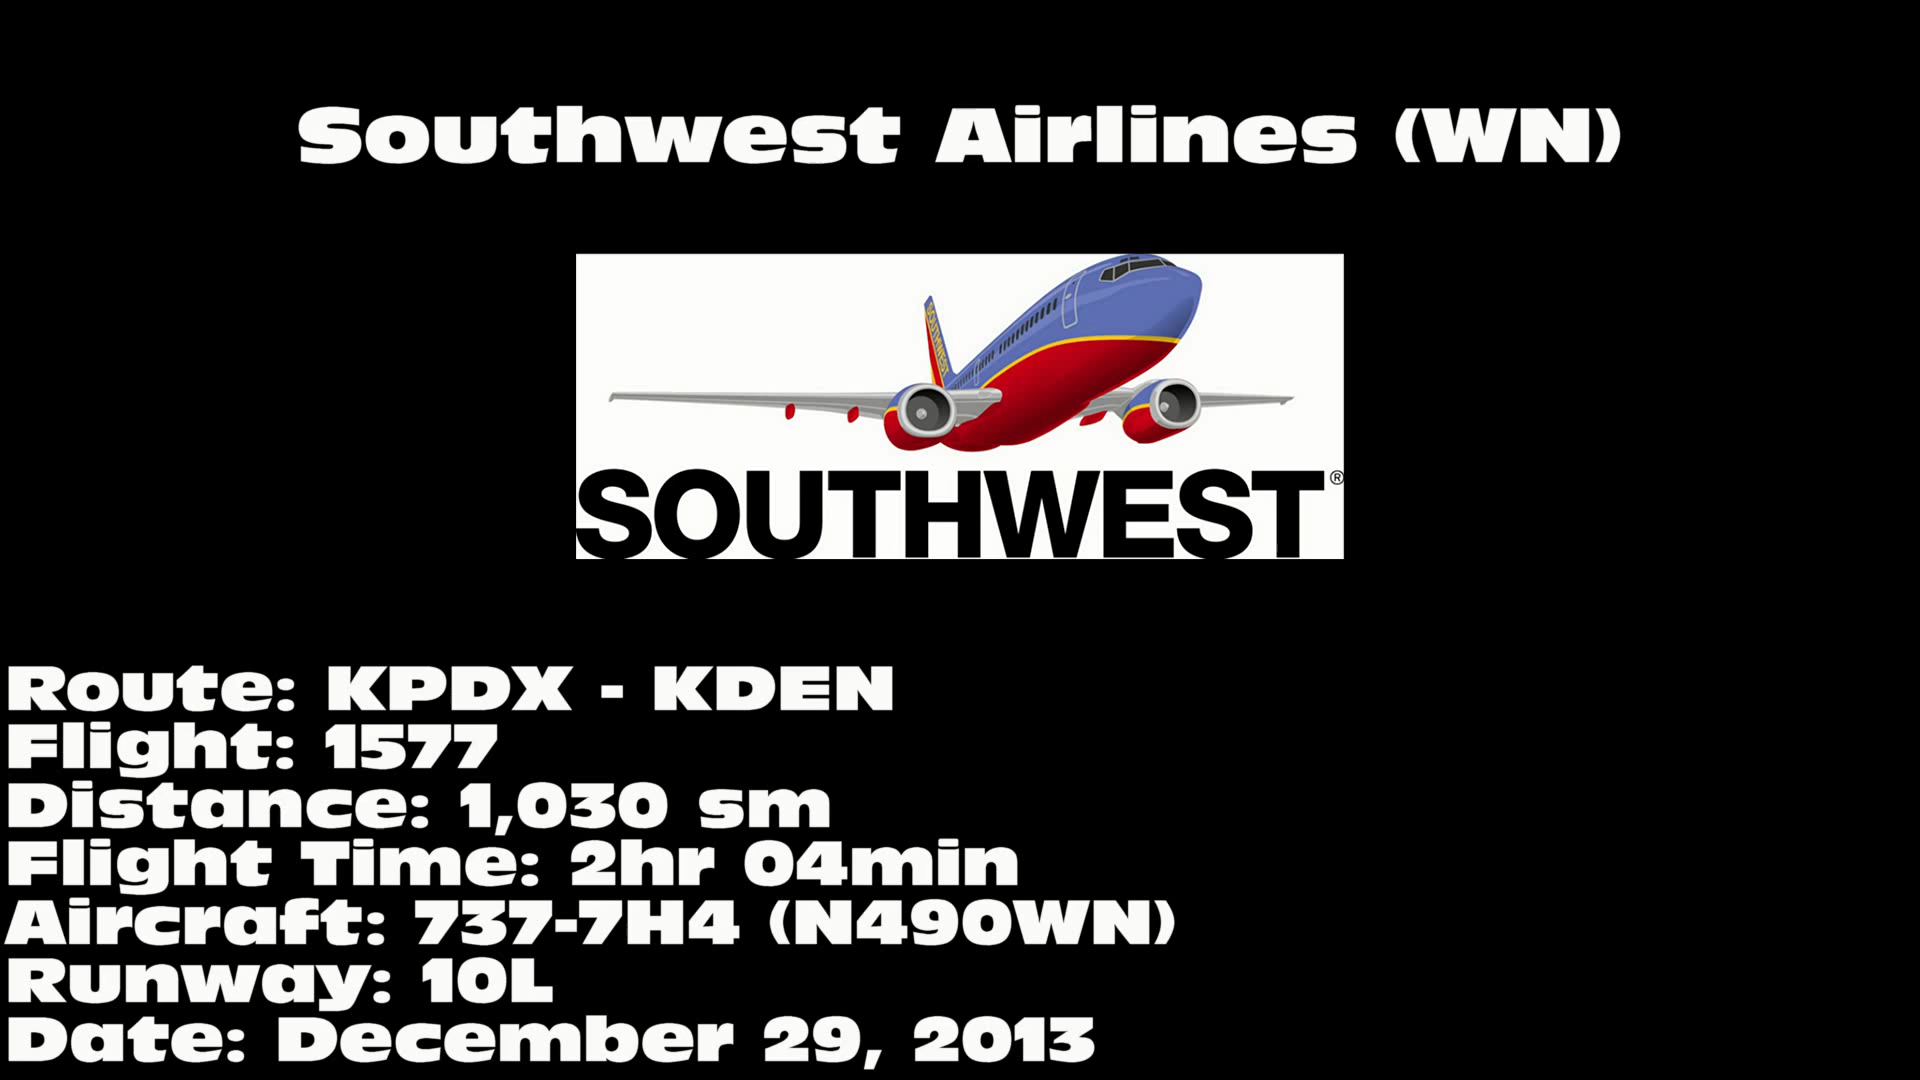 Southwest Airlines (WN)
SOUTHWEST
SOUTHWEST®
Route: KPDX - KDEN
Flight: 1577
Distance: 1,030 sm
Flight Time: 2hr 04min
Aircraft: 737-7H4 (N490WN)
Runway: 10L
Date: December 29, 2013